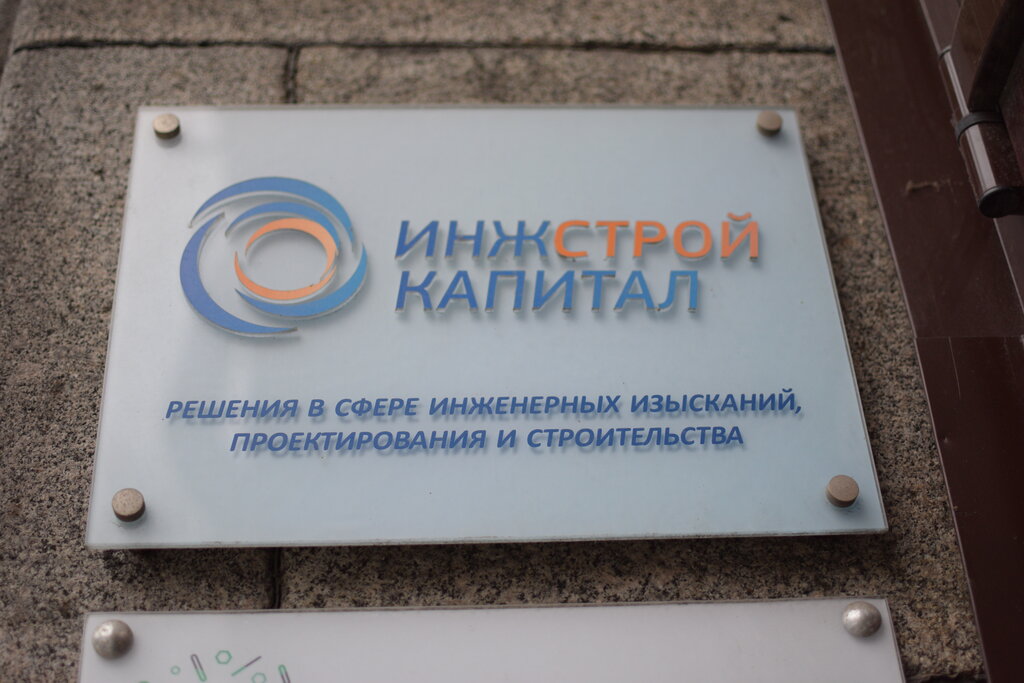 ИНЖСТРОЙ
КАПИТАЛ
РЕШЕНИЯ В СФЕРЕ ИНЖЕНЕРНЫХ ИЗЫСКАНИЙ,
ПРОЕКТИРОВАНИЯ И СТРОИТЕЛЬСТВА